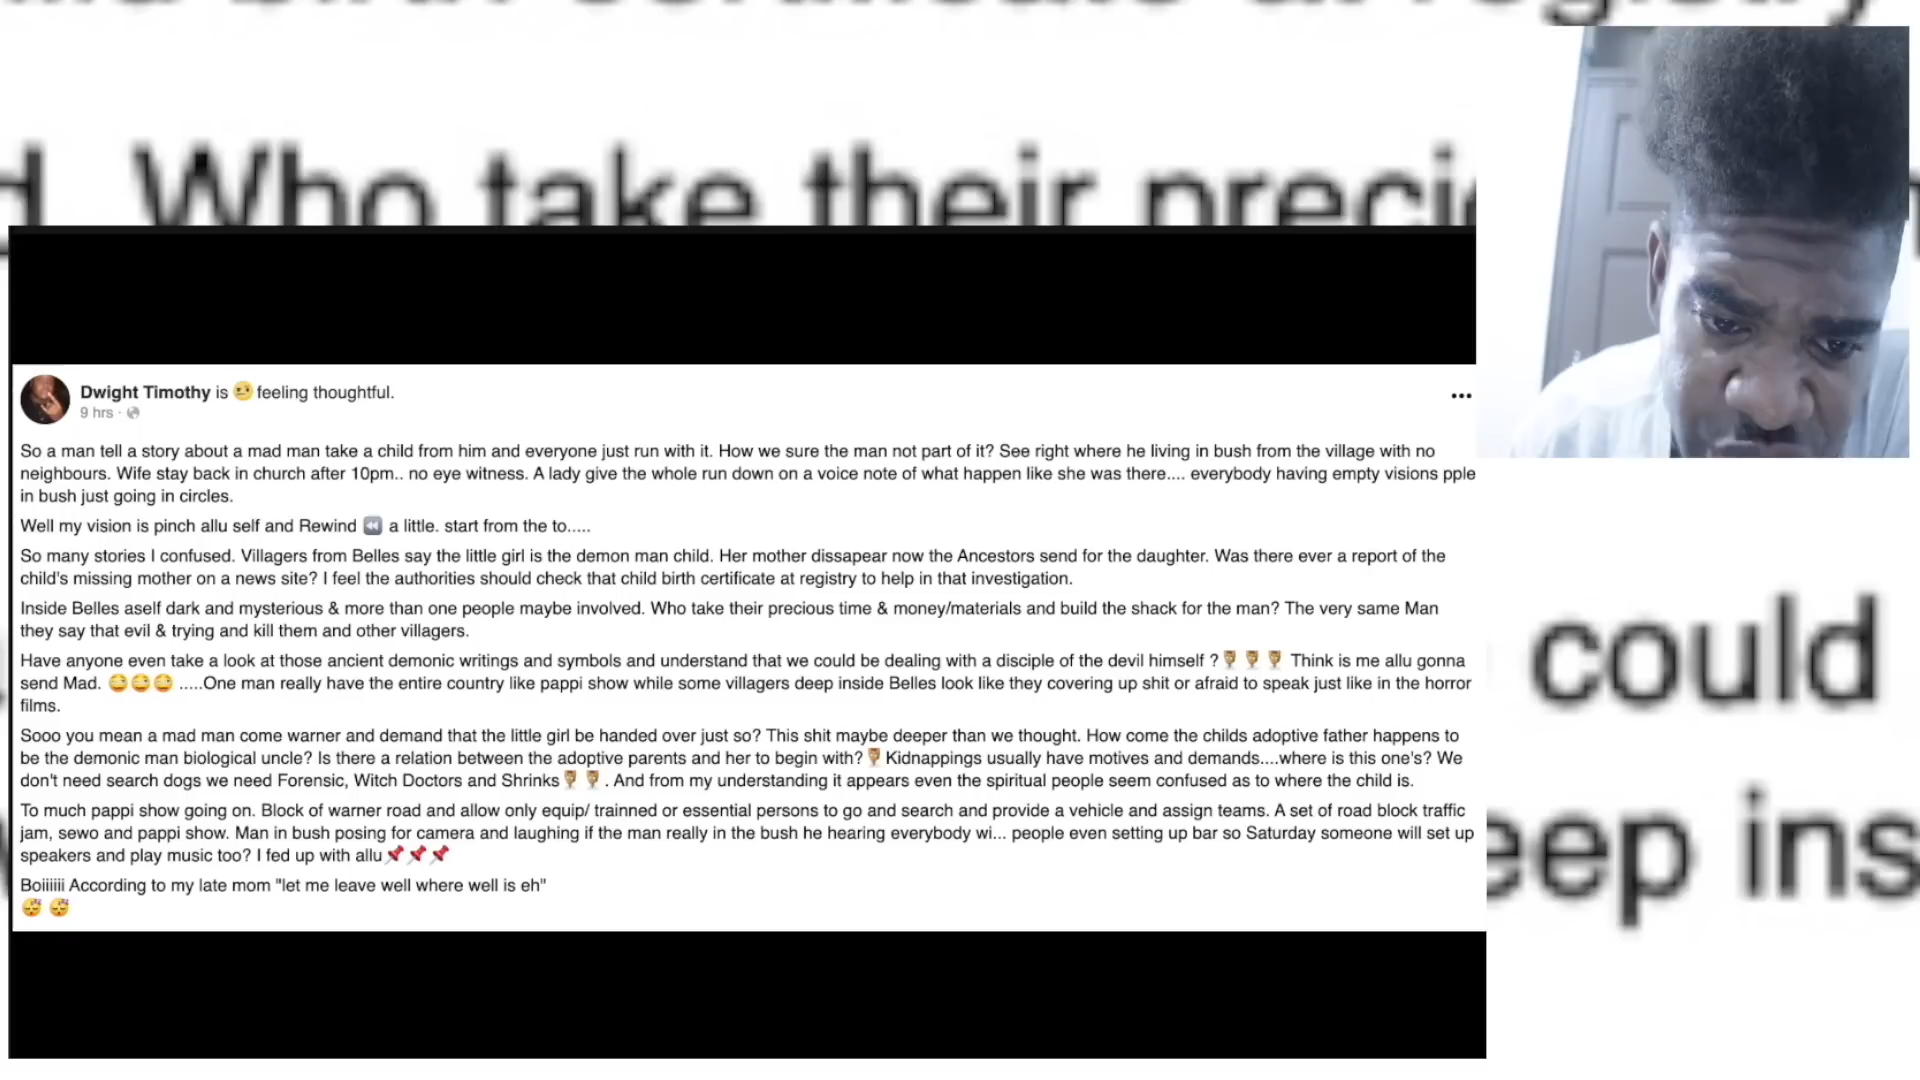 Who take their preci
Dwight Timothy is 🤨 feeling thoughtful.
9 hrs ·
So a man tell a story about a mad man take a child from him and everyone just run with it. How we sure the man not part of it? See right where he living in bush from the village with no
neighbours. Wife stay back in church after 10pm.. no eye witness. A lady give the whole run down on a voice note of what happen like she was there.... everybody having empty visions pple
in bush just going in circles.
Well my vision is pinch allu self and Rewind ⏪ a little. start from the to.....
So many stories I confused. Villagers from Belles say the little girl is the demon man child. Her mother dissapear now the Ancestors send for the daughter. Was there ever a report of the
child's missing mother on a news site? I feel the authorities should check that child birth certificate at registry to help in that investigation.
Inside Belles aself dark and mysterious & more than one people maybe involved. Who take their precious time & money/materials and build the shack for the man? The very same Man
they say that evil & trying and kill them and other villagers.
Have anyone even take a look at those ancient demonic writings and symbols and understand that we could be dealing with a disciple of the devil himself ? Think is me allu gonna
send Mad. .....One man really have the entire country like pappi show while some villagers deep inside Belles look like they covering up shit or afraid to speak just like in the horror
films.
Sooo you mean a mad man come warner and demand that the little girl be handed over just so? This shit maybe deeper than we thought. How come the childs adoptive father happens to
be the demonic man biological uncle? Is there a relation between the adoptive parents and her to begin with? Kidnappings usually have motives and demands....where is this one's? We
don't need search dogs we need Forensic, Witch Doctors and Shrinks . And from my understanding it appears even the spiritual people seem confused as to where the child is.
To much pappi show going on. Block of warner road and allow only equip/ trainned or essential persons to go and search and provide a vehicle and assign teams. A set of road block traffic
jam, sewo and pappi show. Man in bush posing for camera and laughing if the man really in the bush he hearing everybody wi... people even setting up bar so Saturday someone will set up
speakers and play music too? I fed up with allu📌📌📌
Boiiiiii According to my late mom "let me leave well where well is eh"
😴 😴
could
eep ins